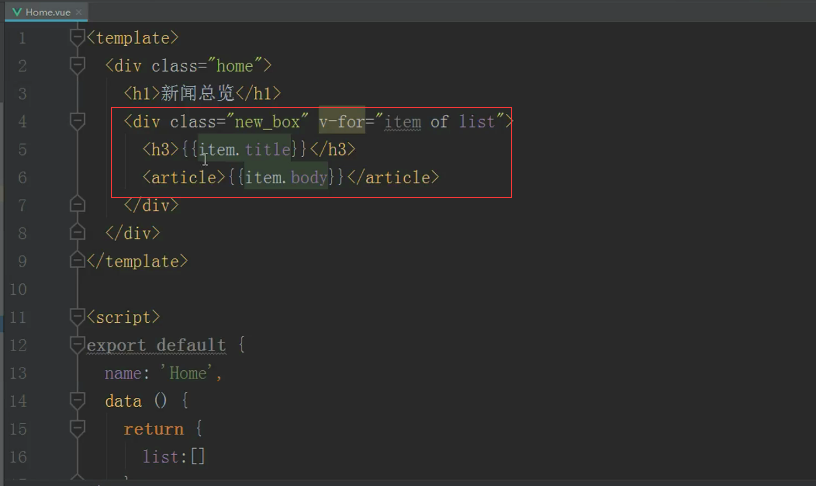 Home.vue
1 <template>
2 <div class="home">
3 <h1>新闻总览</h1>
4 <div class="new_box" v-for="item of list">
5 <h3>{{item.title}}</h3>
6 <article>{{item.body}}</article>
7 </div>
8 </div>
9 </template>
10
11 <script>
12 export default {
13 name: 'Home',
14 data () {
15 return {
16 list:[]